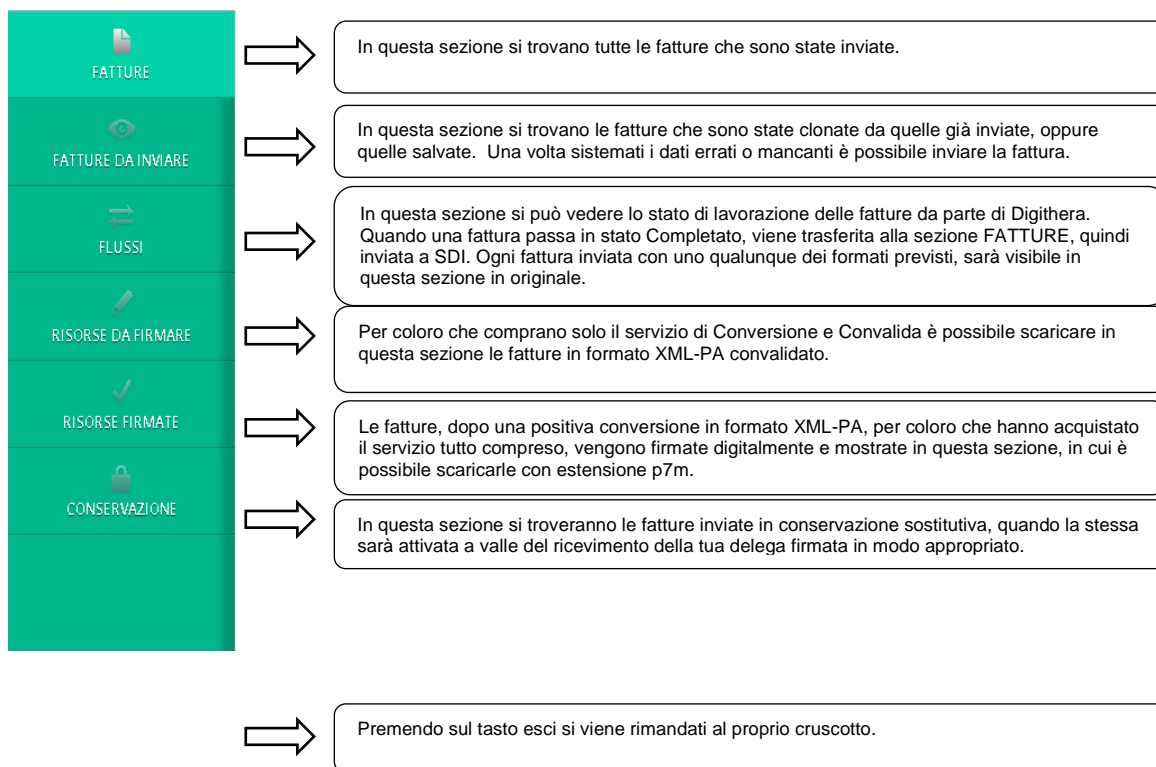 FATTURE
In questa sezione si trovano tutte le fatture che sono state inviate.
FATTURE DA INVIARE
In questa sezione si trovano le fatture che sono state clonate da quelle già inviate, oppure
quelle salvate. Una volta sistemati i dati errati o mancanti è possibile inviare la fattura.
FLUSSI
In questa sezione si può vedere lo stato di lavorazione delle fatture da parte di Digithera.
Quando una fattura passa in stato Completato, viene trasferita alla sezione FATTURE, quindi
inviata a SDI. Ogni fattura inviata con uno qualunque dei formati previsti, sarà visibile in
questa sezione in originale.
RISORSE DA FIRMARE
Per coloro che comprano solo il servizio di Conversione e Convalida è possibile scaricare in
questa sezione le fatture in formato XML-PA convalidato.
RISORSE FIRMATE
Le fatture, dopo una positiva conversione in formato XML-PA, per coloro che hanno acquistato
il servizio tutto compreso, vengono firmate digitalmente e mostrate in questa sezione, in cui è
possibile scaricarle con estensione p7m.
CONSERVAZIONE
In questa sezione si troveranno le fatture inviate in conservazione sostitutiva, quando la stessa
sarà attivata a valle del ricevimento della tua delega firmata in modo appropriato.
Premendo sul tasto esci si viene rimandati al proprio cruscotto.